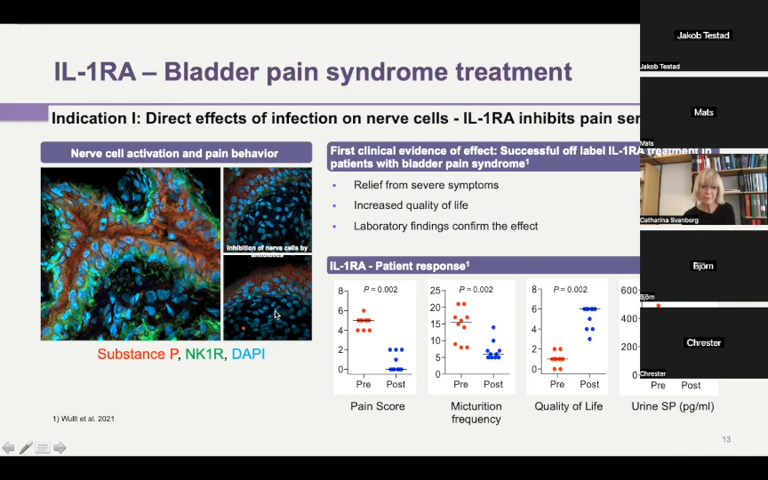 IL-1RA – Bladder pain syndrome treatment
Indication I: Direct effects of infection on nerve cells - IL-1RA inhibits pain
Nerve cell activation and pain behavior
Inhibition of nerve cells by
antibiotics
Substance P, NK1R, DAPI
1) Wullt et al. 2021
First clinical evidence of effect: Successful off label IL-1RA treatment in
patients with bladder pain syndrome1
• Relief from severe symptoms
• Increased quality of life
• Laboratory findings confirm the effect
IL-1RA - Patient response1
P = 0.002
8
6
4
2
0
Pre Post
Pain Score
P = 0.002
25
20
15
10
5
0
Pre Post
Micturition
frequency
P = 0.002
8
6
4
2
0
Pre Post
Quality of Life
600
400
200
0
Pre Post
Urine SP (pg/ml)
13
Jakob Testad
Jakob Testad
Mats
Mats
Catharina Svanborg
Björn
Björn
Chrester
Chrester